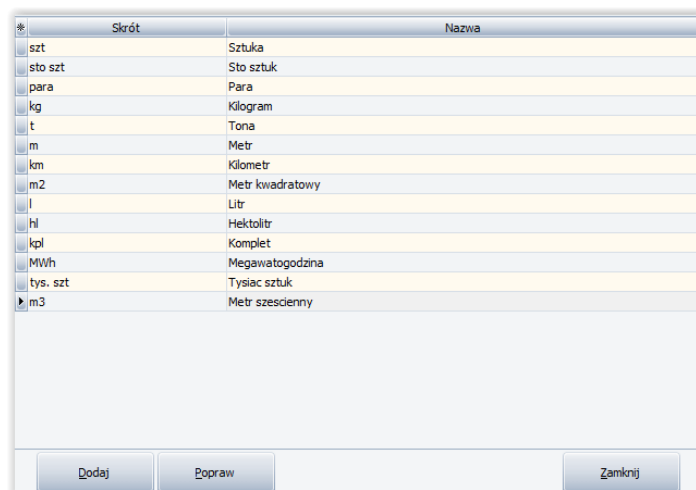 Skrót Nazwa
szt Sztuka
sto szt Sto sztuk
para Para
kg Kilogram
t Tona
m Metr
km Kilometr
m2 Metr kwadratowy
l Litr
hl Hektolitr
kpl Komplet
MWh Megawatogodzina
tys. szt Tysiac sztuk
m3 Metr szescienny
Dodaj Popraw Zamknij